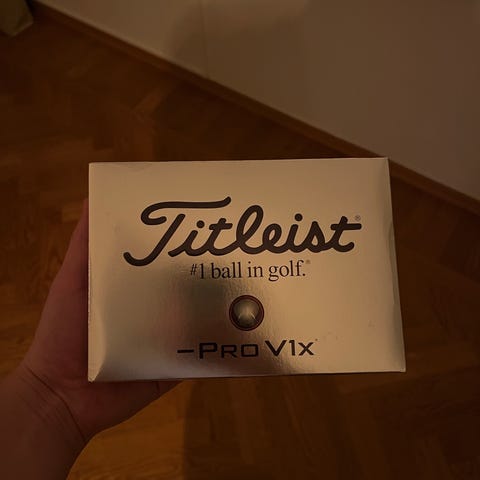 Titleist®
#1 ball in golf.®
–PRO V1x